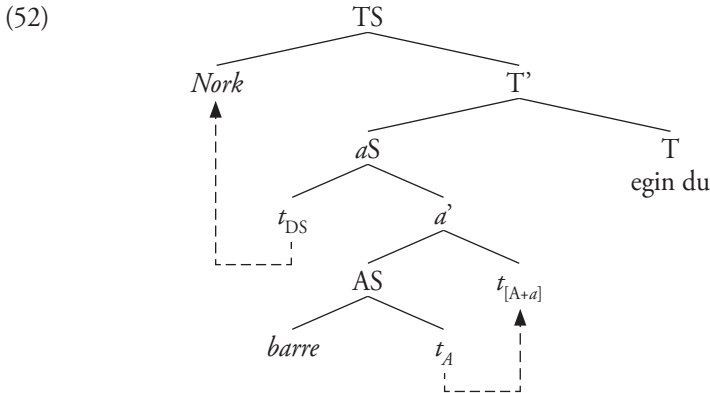 (52)
TS
Nork T'
aS T
egin du
t_DS a'
AS t_[A+a]
barre t_A